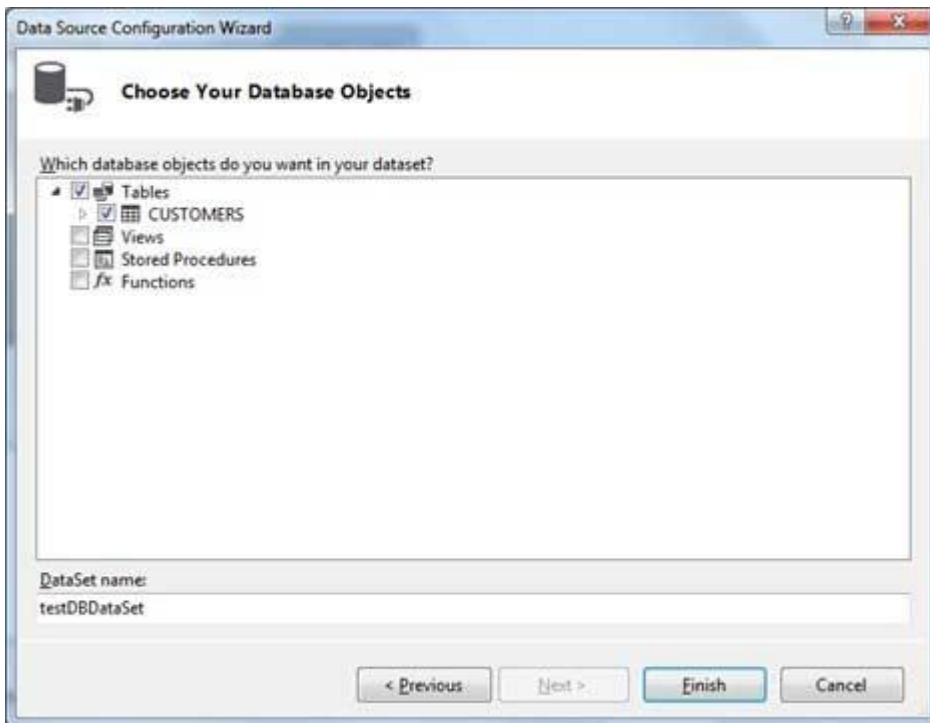 Data Source Configuration Wizard
Choose Your Database Objects
Which database objects do you want in your dataset?
Tables
CUSTOMERS
Views
Stored Procedures
fx Functions
DataSet name:
testDBDataSet
< Previous
Next >
Finish
Cancel